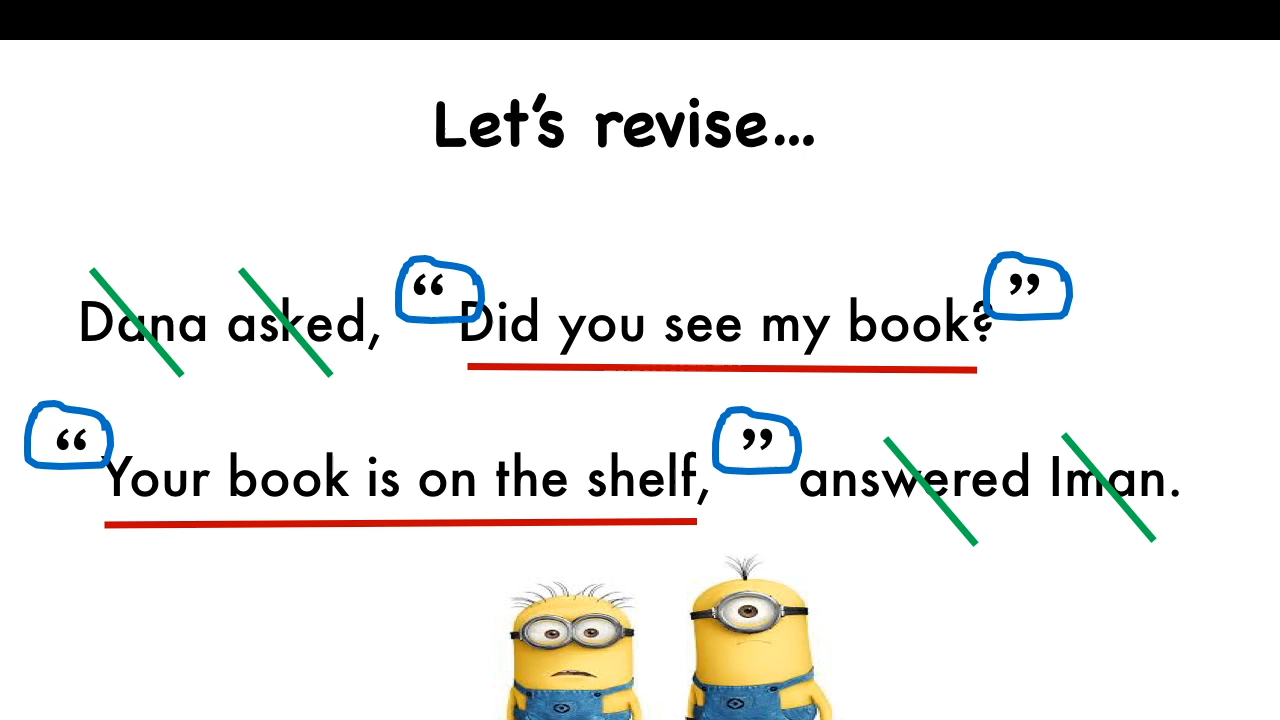 Let's revise...
Dana asked, “Did you see my book?”
“Your book is on the shelf,” answered Iman.